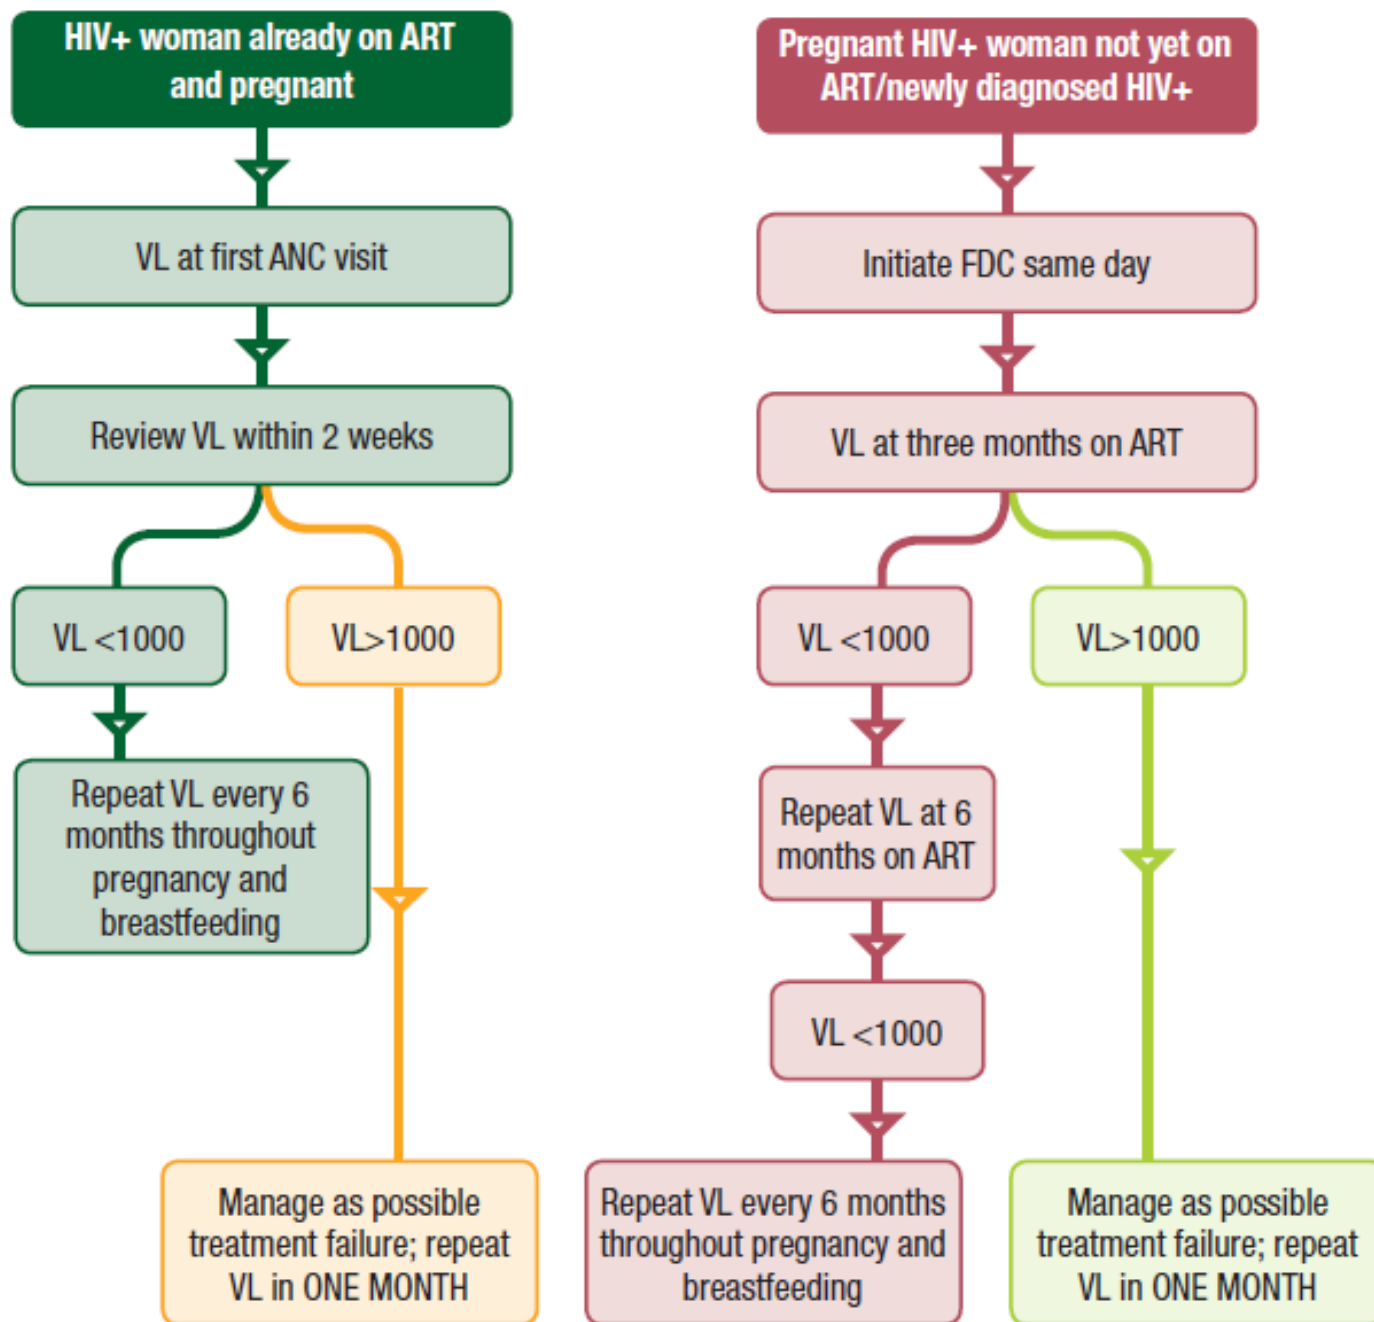 HIV+ woman already on ART
and pregnant
VL at first ANC visit
Review VL within 2 weeks
VL <1000
VL>1000
Repeat VL every 6
months throughout
pregnancy and
breastfeeding
Manage as possible
treatment failure; repeat
VL in ONE MONTH
Pregnant HIV+ woman not yet on
ART/newly diagnosed HIV+
Initiate FDC same day
VL at three months on ART
VL <1000
VL>1000
Repeat VL at 6
months on ART
VL <1000
Repeat VL every 6 months
throughout pregnancy and
breastfeeding
Manage as possible
treatment failure; repeat
VL in ONE MONTH